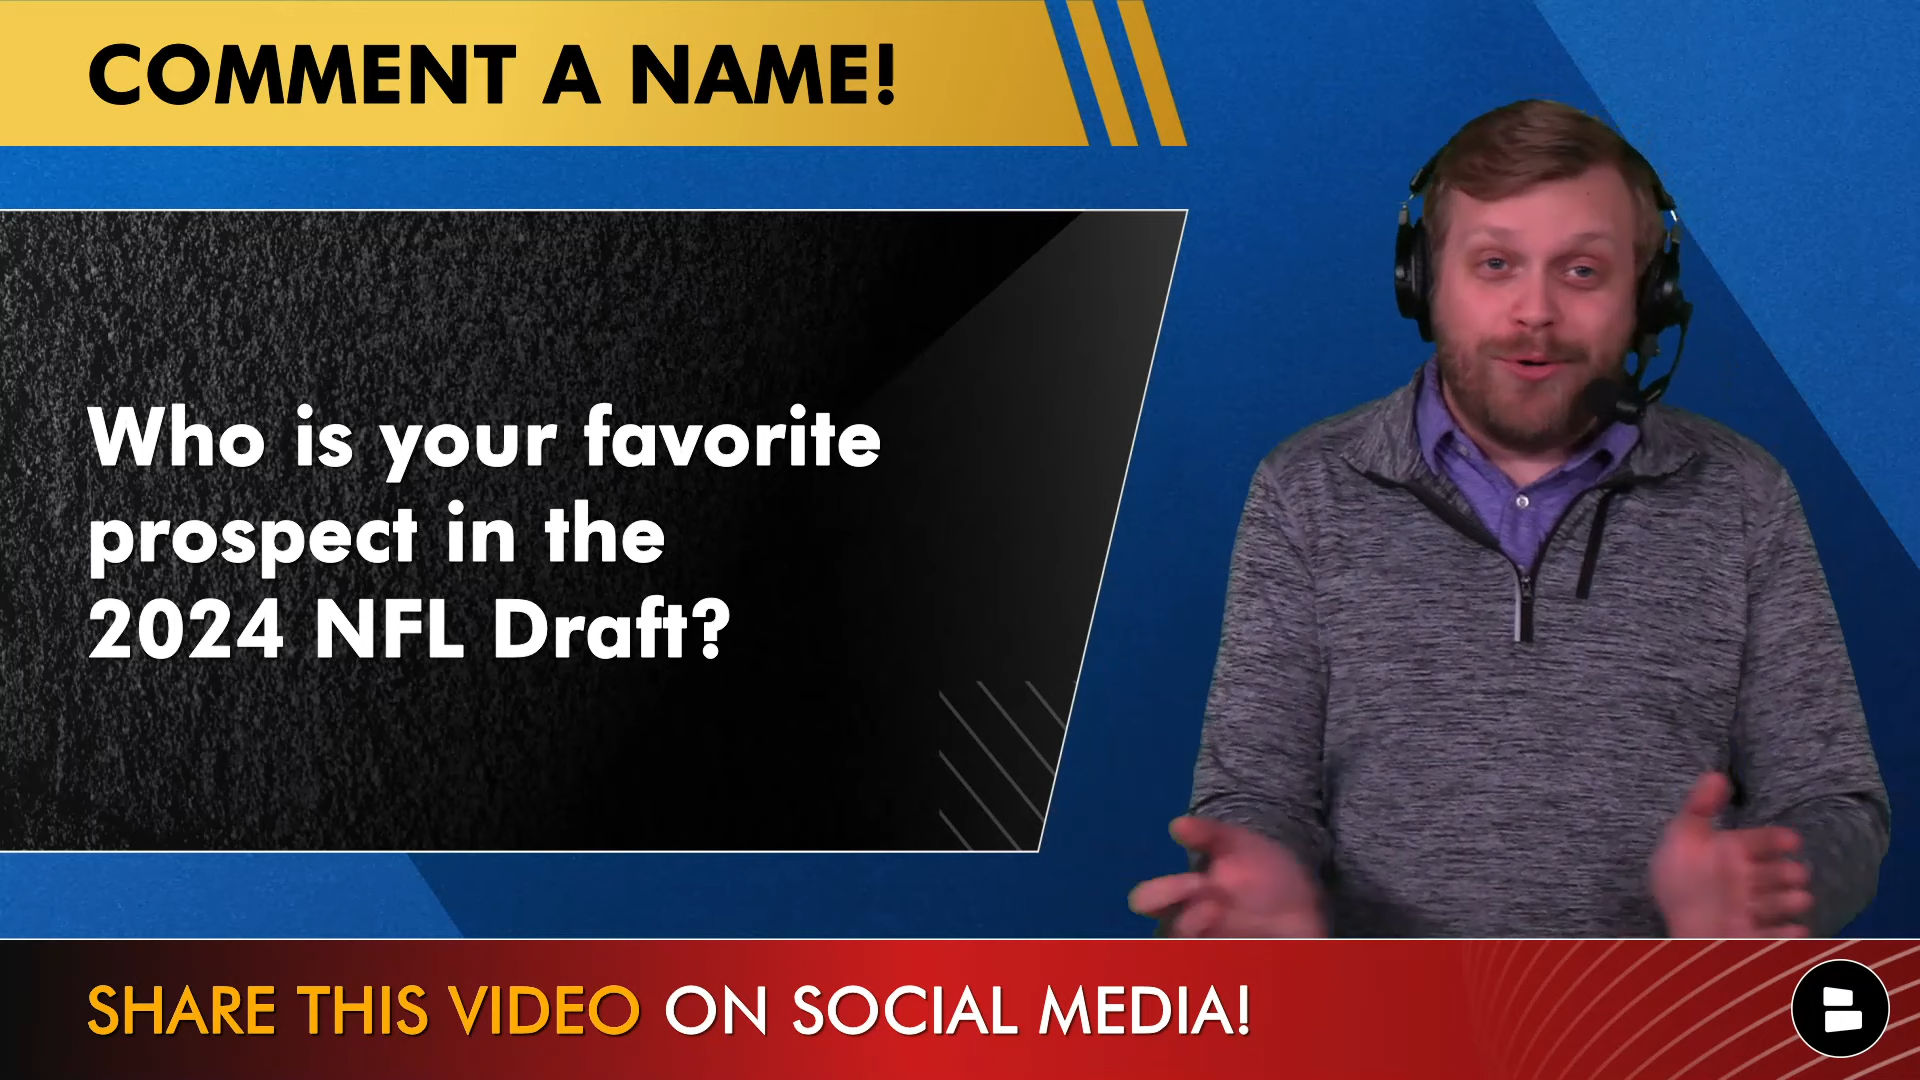 COMMENT A NAME!
Who is your favorite
prospect in the
2024 NFL Draft?
SHARE THIS VIDEO ON SOCIAL MEDIA!